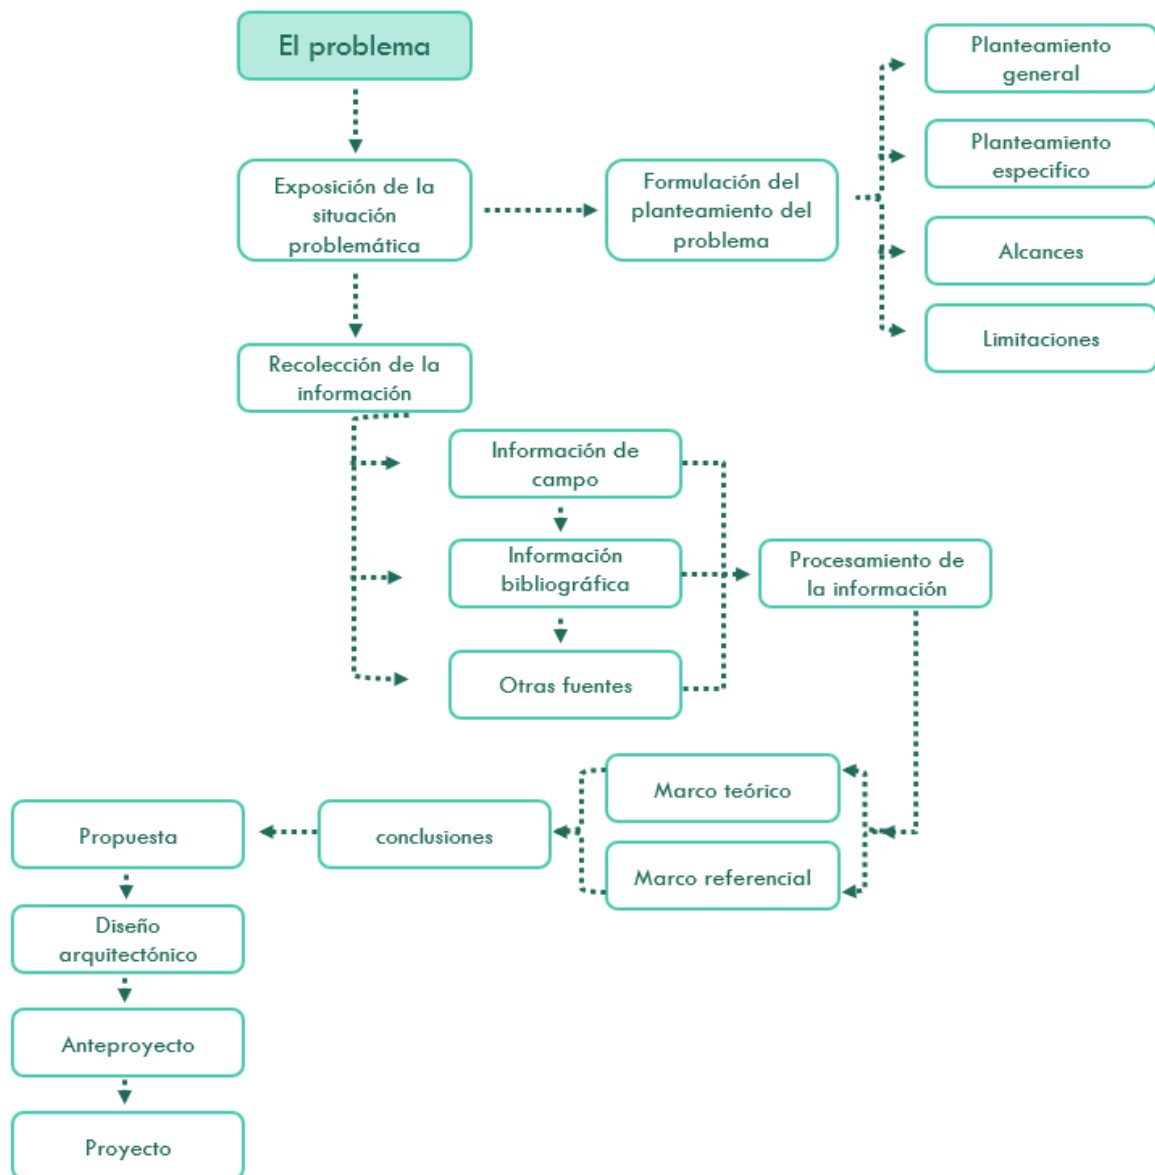 El problema
Exposición de la
situación
problemática
Formulación del
planteamiento del
problema
Planteamiento
general
Planteamiento
especifico
Alcances
Limitaciones
Recolección de la
información
Información de
campo
Información
bibliográfica
Otras fuentes
Procesamiento de
la información
Marco teórico
Marco referencial
conclusiones
Propuesta
Diseño
arquitectónico
Anteproyecto
Proyecto